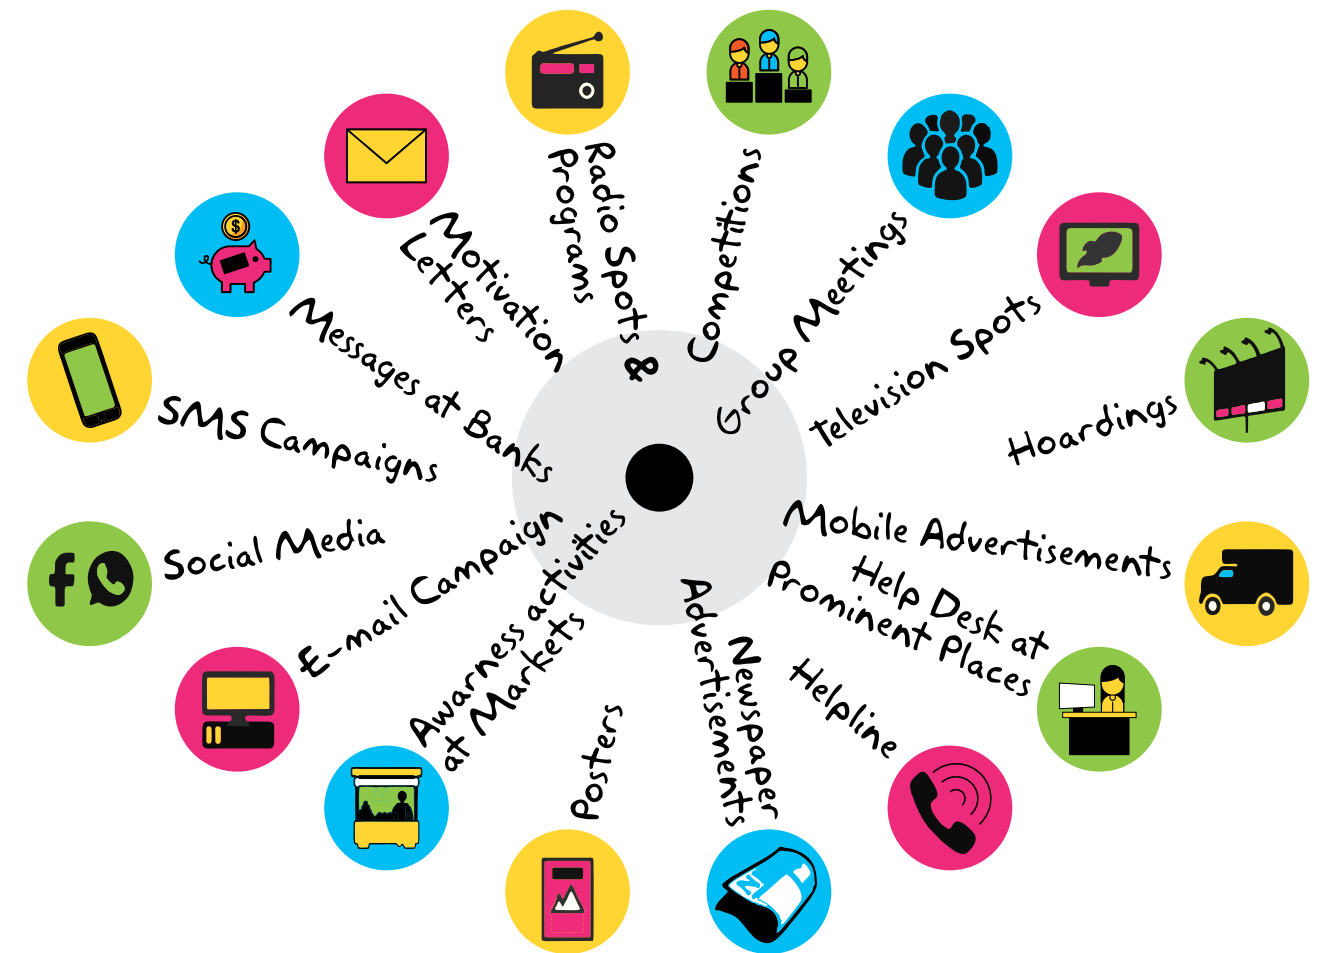 Radio Spots &
Programs
Competitions
Group Meetings
Television Spots
Hoardings
Mobile Advertisements
Help Desk at
Prominent Places
Helpline
Newspaper
Advertisements
Posters
Awarness activities
at Markets
E-mail Campaign
Social Media
SMS Campaigns
Messages at Banks
Motivation
Letters
$
f
N